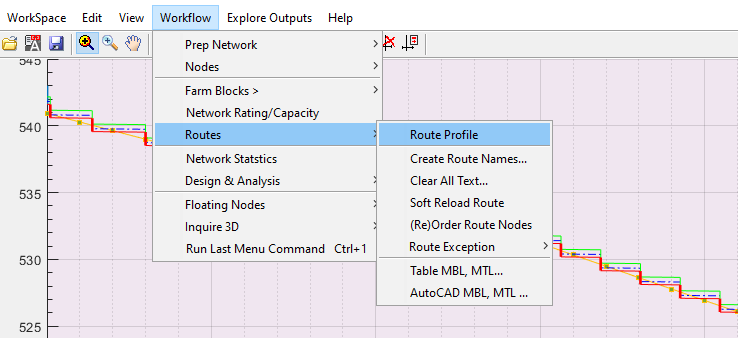 WorkSpace Edit View Workflow Explore Outputs Help
545
540
535
530
525
Prep Network >
Nodes >
Farm Blocks > >
Network Rating/Capacity
Routes >
Network Statistics
Design & Analysis >
Floating Nodes >
Inquire 3D >
Run Last Menu Command Ctrl+1
Route Profile
Create Route Names...
Clear All Text...
Soft Reload Route
(Re)Order Route Nodes
Route Exception >
Table MBL, MTL...
AutoCAD MBL, MTL ...